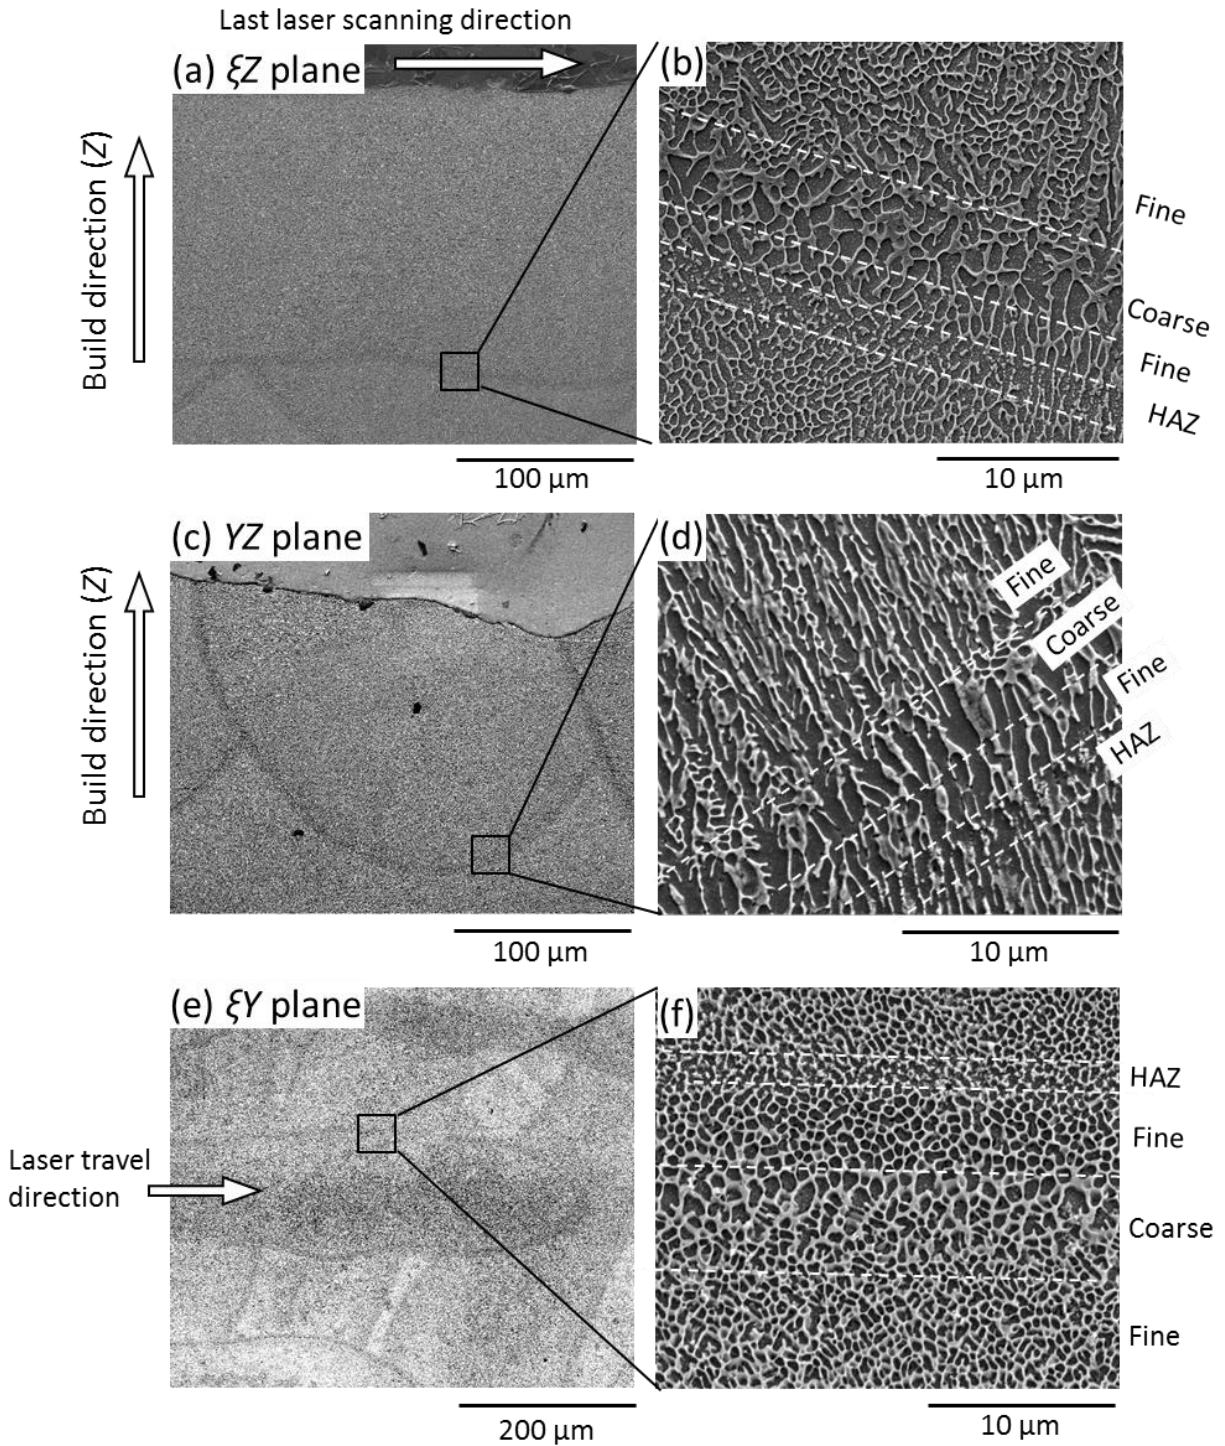 Last laser scanning direction
(a) ξZ plane
(b)
Build direction (Z)
Fine
Coarse
Fine
HAZ
100 μm
10 μm
(c) YZ plane
(d)
Build direction (Z)
Fine
Coarse
Fine
HAZ
100 μm
10 μm
(e) ξY plane
(f)
Laser travel
direction
HAZ
Fine
Coarse
Fine
200 μm
10 μm